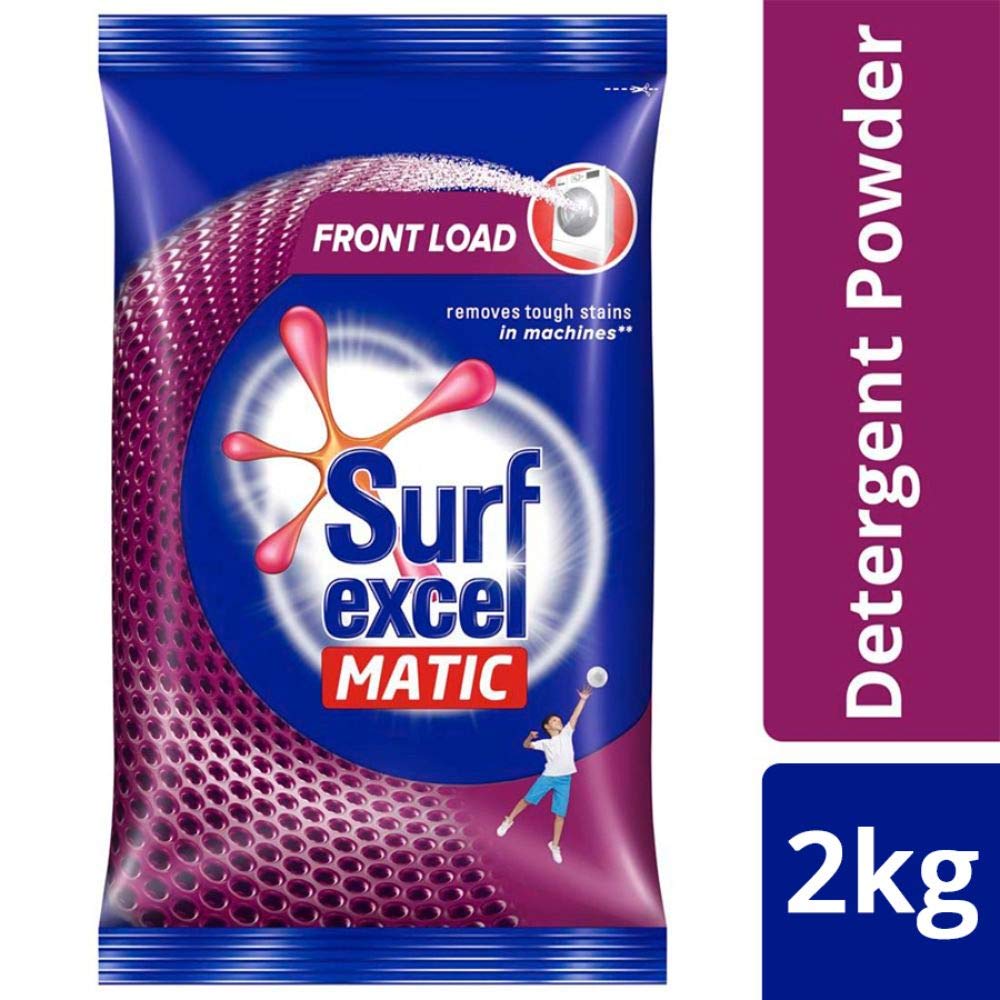 FRONT LOAD
removes tough stains
in machines**
Surf
excel
MATIC
Detergent Powder
2kg